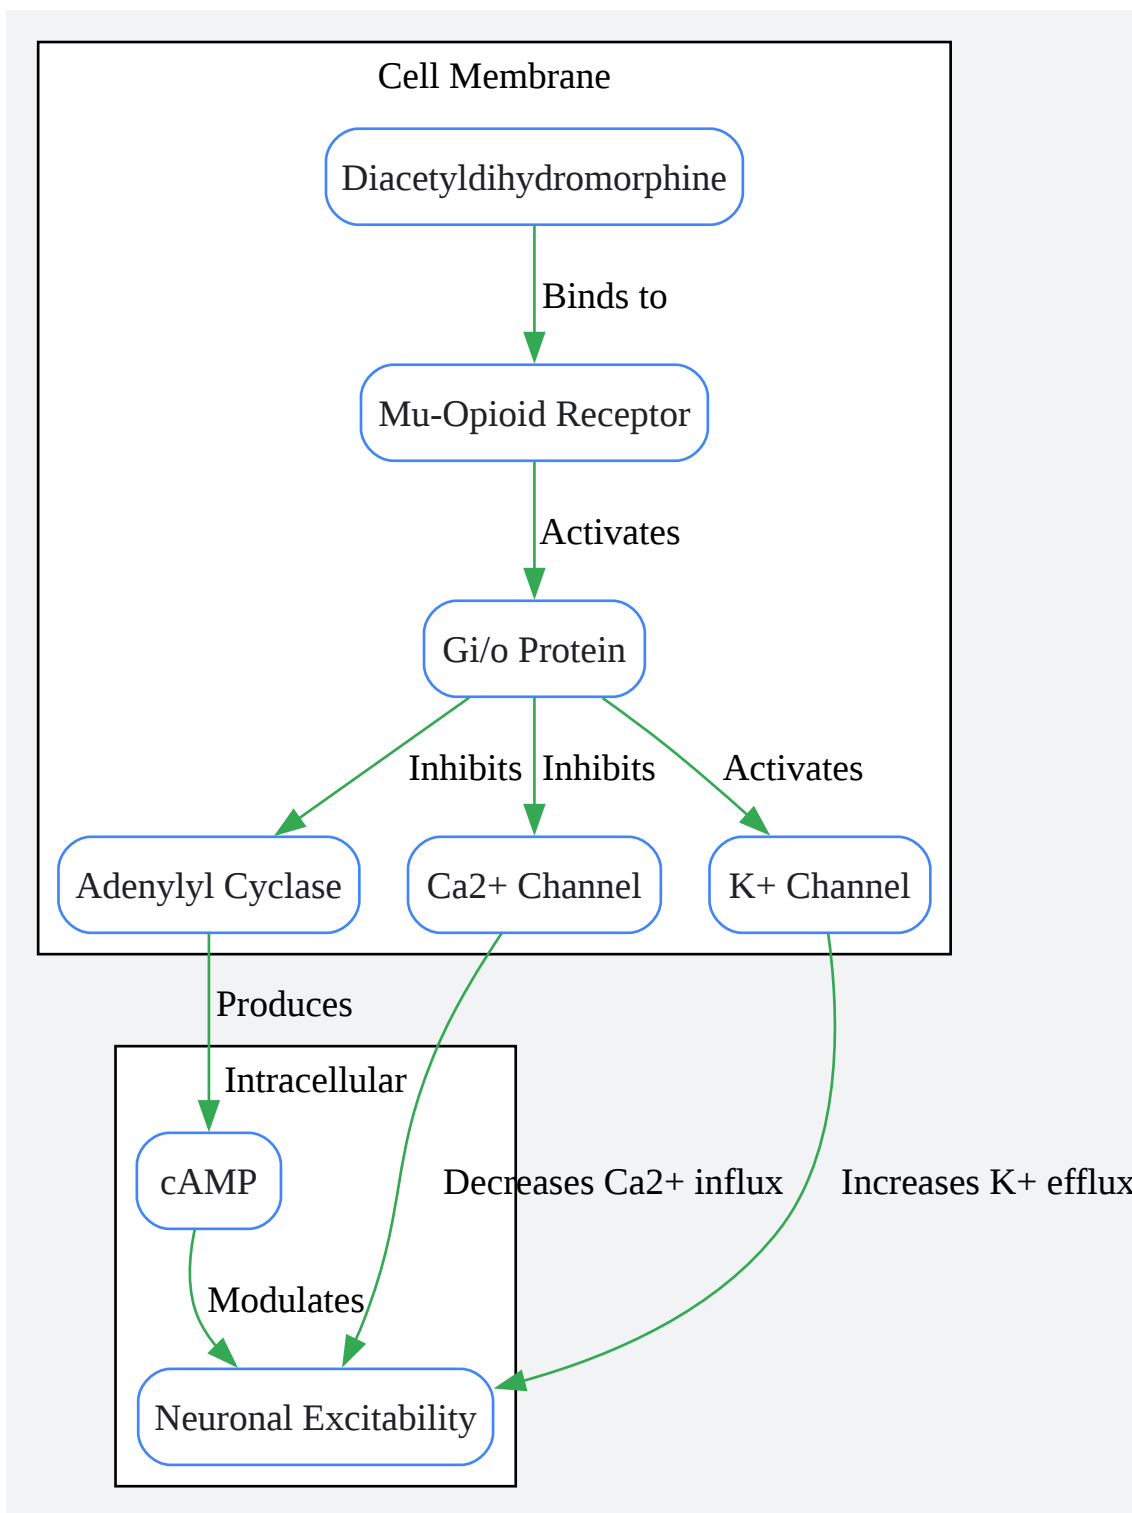 Cell Membrane
Diacetyldihydromorphine
Binds to
Mu-Opioid Receptor
Activates
Gi/o Protein
Inhibits
Inhibits
Activates
Adenylyl Cyclase
Ca2+ Channel
K+ Channel
Produces
Intracellular
cAMP
Decreases Ca2+ influx
Increases K+ efflux
Modulates
Neuronal Excitability